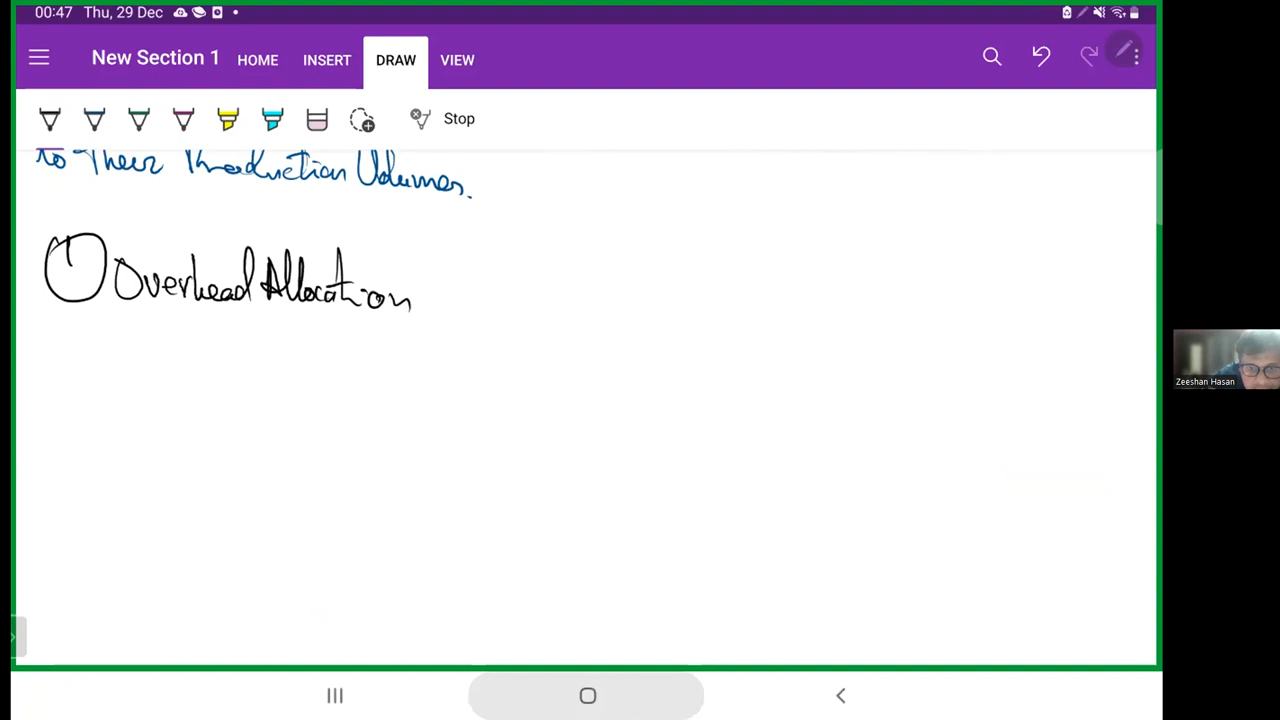 00:47 Thu, 29 Dec
New Section 1 HOME INSERT DRAW VIEW
Stop
to Their Production Volumes.
① Overhead Allocation
Zeeshan Hasan